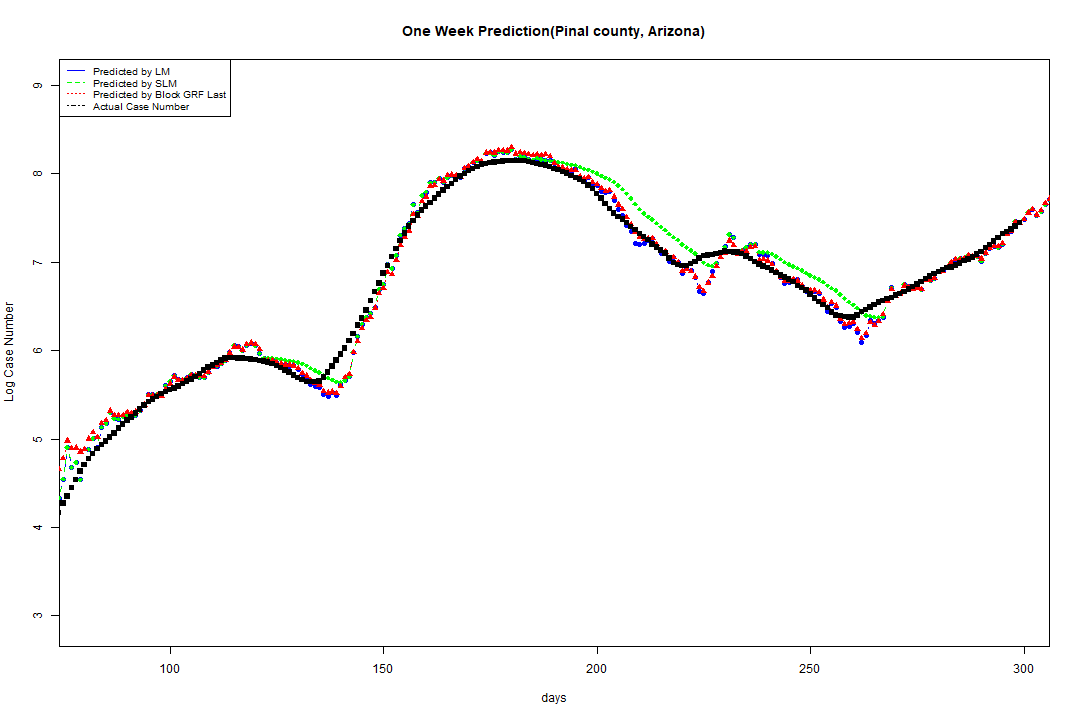 One Week Prediction(Pinal county, Arizona)
Predicted by LM
Predicted by SLM
Predicted by Block GRF Last
Actual Case Number
9
8
7
6
5
4
3
Log Case Number
100 150 200 250 300
days